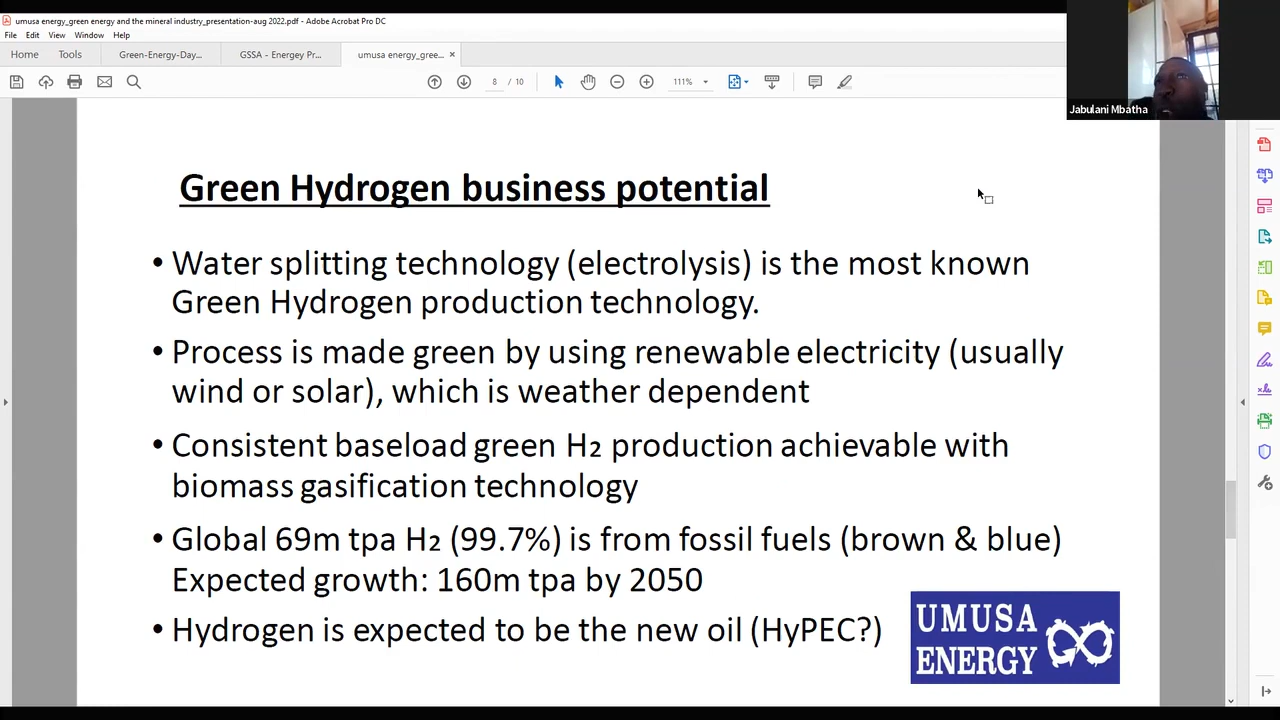 umusa energy_green energy and the mineral industry_presentation-aug 2022.pdf - Adobe Acrobat Pro DC
File Edit View Window Help
Home Tools Green-Energy-Day... GSSA - Energey Pr... umusa energy_gree... ×
8 / 10 111%
Jabulani Mbatha
Green Hydrogen business potential
• Water splitting technology (electrolysis) is the most known
Green Hydrogen production technology.
• Process is made green by using renewable electricity (usually
wind or solar), which is weather dependent
• Consistent baseload green H₂ production achievable with
biomass gasification technology
• Global 69m tpa H₂ (99.7%) is from fossil fuels (brown & blue)
Expected growth: 160m tpa by 2050
• Hydrogen is expected to be the new oil (HyPEC?)
UMUSA
ENERGY